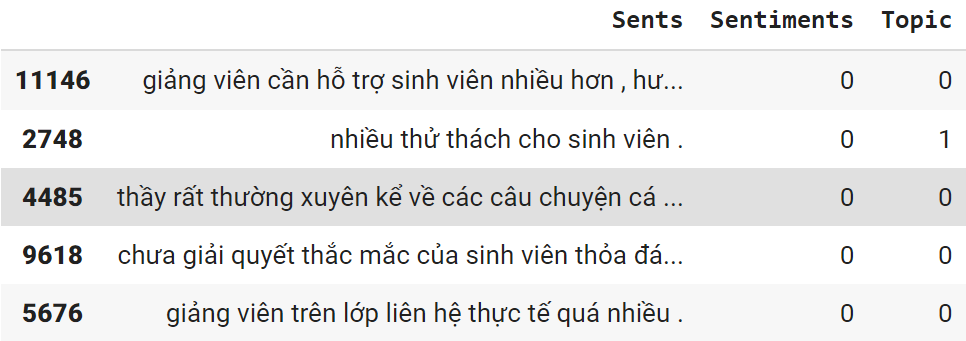 Sents Sentiments Topic
11146 giảng viên cần hỗ trợ sinh viên nhiều hơn , hư... 0 0
2748 nhiều thử thách cho sinh viên . 0 1
4485 thầy rất thường xuyên kể về các câu chuyện cá ... 0 0
9618 chưa giải quyết thắc mắc của sinh viên thỏa đá... 0 0
5676 giảng viên trên lớp liên hệ thực tế quá nhiều . 0 0